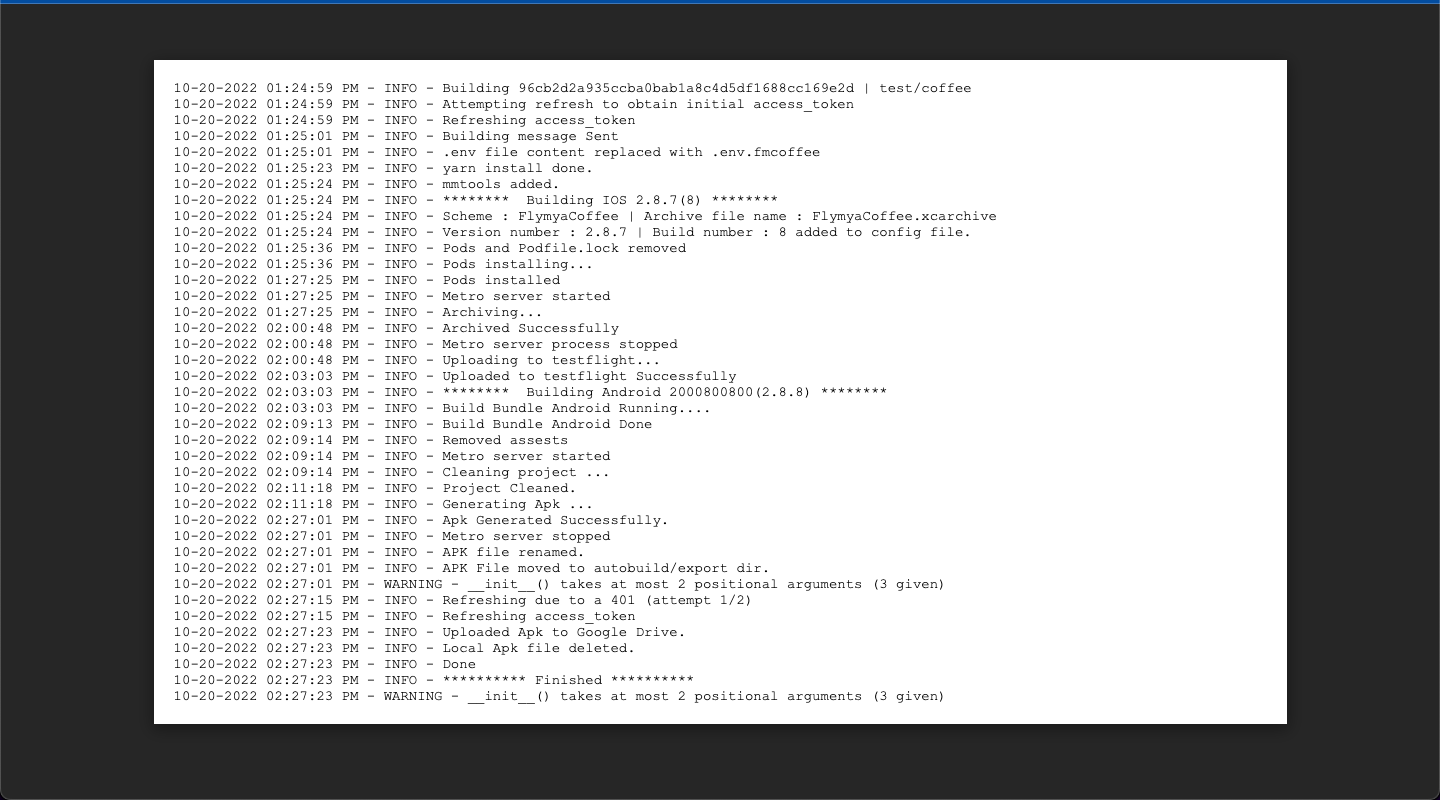 10-20-2022 01:24:59 PM - INFO - Building 96cb2d2a935ccba0bab1a8c4d5df1688cc169e2d | test/coffee
10-20-2022 01:24:59 PM - INFO - Attempting refresh to obtain initial access_token
10-20-2022 01:24:59 PM - INFO - Refreshing access_token
10-20-2022 01:25:01 PM - INFO - Building message Sent
10-20-2022 01:25:01 PM - INFO - .env file content replaced with .env.fmcoffee
10-20-2022 01:25:23 PM - INFO - yarn install done.
10-20-2022 01:25:24 PM - INFO - mmtools added.
10-20-2022 01:25:24 PM - INFO - ********  Building IOS 2.8.7(8) ********
10-20-2022 01:25:24 PM - INFO - Scheme : FlymyaCoffee | Archive file name : FlymyaCoffee.xcarchive
10-20-2022 01:25:24 PM - INFO - Version number : 2.8.7 | Build number : 8 added to config file.
10-20-2022 01:25:36 PM - INFO - Pods and Podfile.lock removed
10-20-2022 01:25:36 PM - INFO - Pods installing...
10-20-2022 01:27:25 PM - INFO - Pods installed
10-20-2022 01:27:25 PM - INFO - Metro server started
10-20-2022 01:27:25 PM - INFO - Archiving...
10-20-2022 02:00:48 PM - INFO - Archived Successfully
10-20-2022 02:00:48 PM - INFO - Metro server process stopped
10-20-2022 02:00:48 PM - INFO - Uploading to testflight...
10-20-2022 02:03:03 PM - INFO - Uploaded to testflight Successfully
10-20-2022 02:03:03 PM - INFO - ********  Building Android 2000800800(2.8.8) ********
10-20-2022 02:03:03 PM - INFO - Build Bundle Android Running....
10-20-2022 02:09:13 PM - INFO - Build Bundle Android Done
10-20-2022 02:09:14 PM - INFO - Removed assests
10-20-2022 02:09:14 PM - INFO - Metro server started
10-20-2022 02:09:14 PM - INFO - Cleaning project ...
10-20-2022 02:11:18 PM - INFO - Project Cleaned.
10-20-2022 02:11:18 PM - INFO - Generating Apk ...
10-20-2022 02:27:01 PM - INFO - Apk Generated Successfully.
10-20-2022 02:27:01 PM - INFO - Metro server stopped
10-20-2022 02:27:01 PM - INFO - APK file renamed.
10-20-2022 02:27:01 PM - INFO - APK File moved to autobuild/export dir.
10-20-2022 02:27:01 PM - WARNING - __init__() takes at most 2 positional arguments (3 given)
10-20-2022 02:27:15 PM - INFO - Refreshing due to a 401 (attempt 1/2)
10-20-2022 02:27:15 PM - INFO - Refreshing access_token
10-20-2022 02:27:23 PM - INFO - Uploaded Apk to Google Drive.
10-20-2022 02:27:23 PM - INFO - Local Apk file deleted.
10-20-2022 02:27:23 PM - INFO - Done
10-20-2022 02:27:23 PM - INFO - ********** Finished **********
10-20-2022 02:27:23 PM - WARNING - __init__() takes at most 2 positional arguments (3 given)